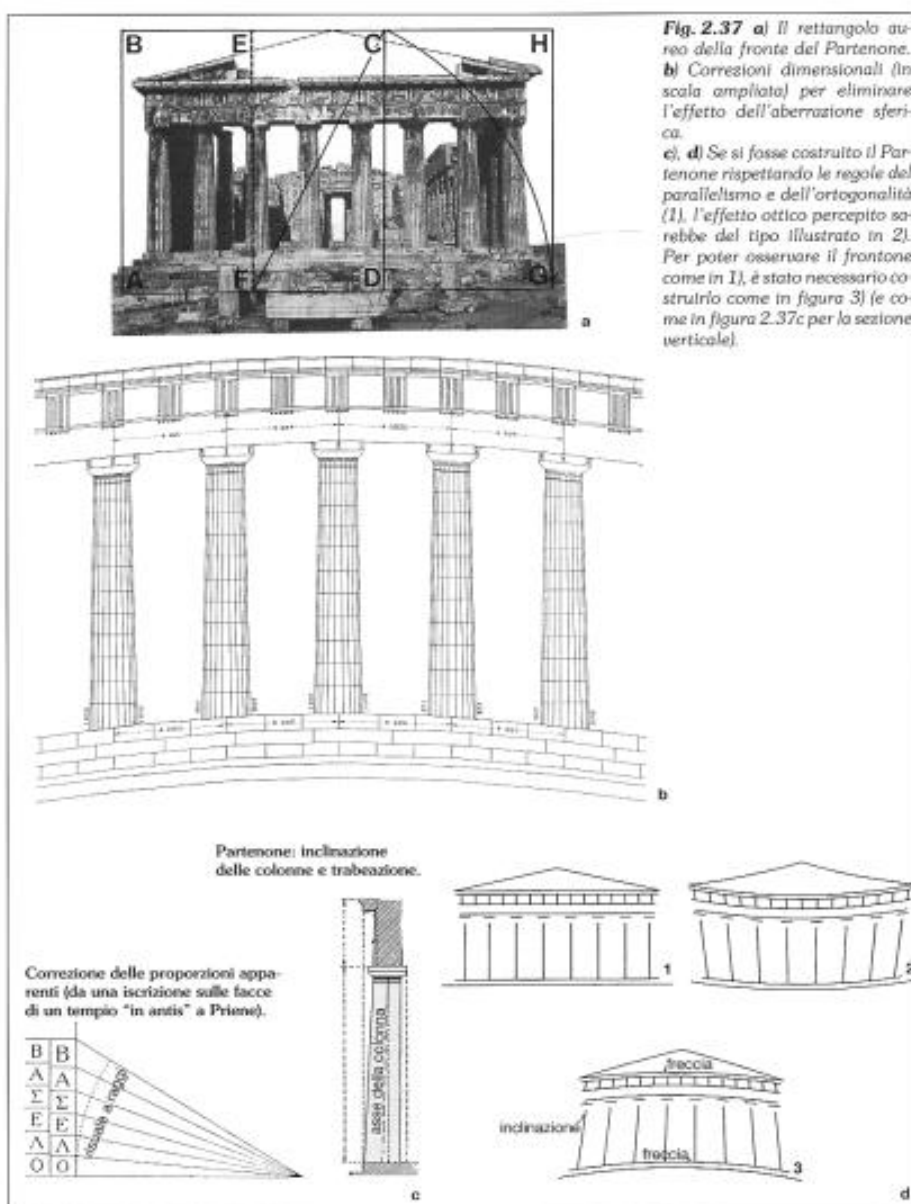 Fig. 2.37 a) Il rettangolo au-
reo della fronte del Partenone.
b) Correzioni dimensionali (in
scala ampliata) per eliminare
l'effetto dell'aberrazione sferi-
ca.
c), d) Se si fosse costruito il Par-
tenone rispettando le regole del
parallelismo e dell'ortogonalità
(1), l'effetto ottico percepito sa-
rebbe del tipo illustrato in 2).
Per poter osservare il frontone
come in 1), è stato necessario co-
struirlo come in figura 3) (e co-
me in figura 2.37c per la sezione
verticale).
B E C H
A F D G
a
b
Partenone: inclinazione
delle colonne e trabeazione.
Correzione delle proporzioni appa-
renti (da una iscrizione sulle facce
di un tempio "in antis" a Priene).
B B
A A
Σ Σ
E E
Λ Λ
O O
visuale a raggi
asse della colonna
c
1
2
freccia
inclinazione
freccia
3
d